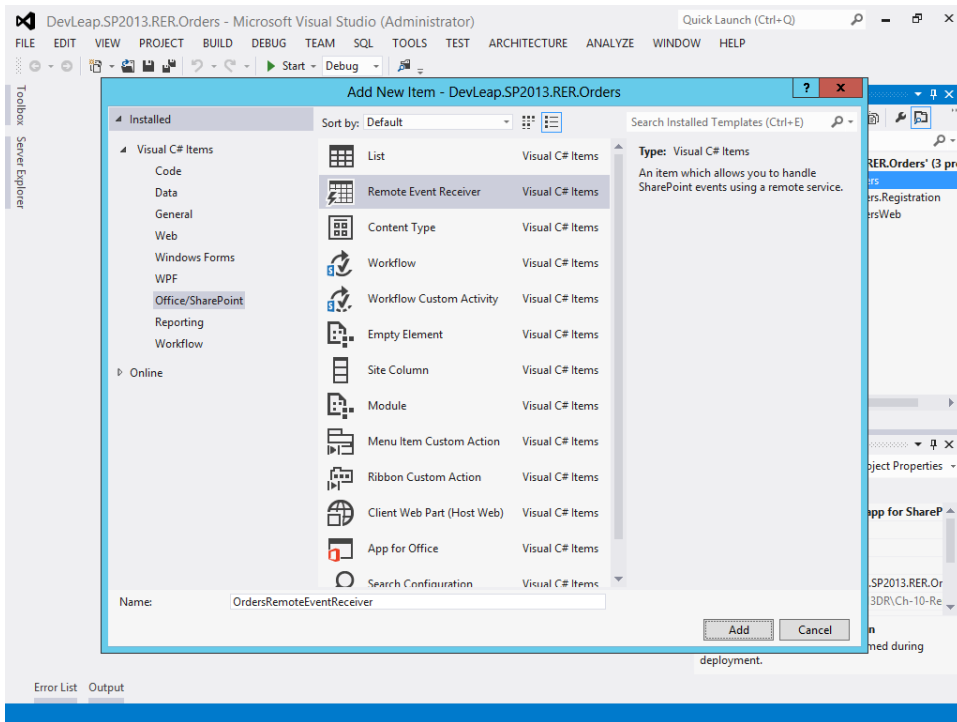 DevLeap.SP2013.RER.Orders - Microsoft Visual Studio (Administrator)
Quick Launch (Ctrl+Q)
FILE EDIT VIEW PROJECT BUILD DEBUG TEAM SQL TOOLS TEST ARCHITECTURE ANALYZE WINDOW HELP
Start Debug
Toolbox
Server Explorer
Add New Item - DevLeap.SP2013.RER.Orders
Installed
Sort by: Default
Search Installed Templates (Ctrl+E)
Visual C# Items
Code
Data
General
Web
Windows Forms
WPF
Office/SharePoint
Reporting
Workflow
Online
List Visual C# Items
Remote Event Receiver Visual C# Items
Content Type Visual C# Items
Workflow Visual C# Items
Workflow Custom Activity Visual C# Items
Empty Element Visual C# Items
Site Column Visual C# Items
Module Visual C# Items
Menu Item Custom Action Visual C# Items
Ribbon Custom Action Visual C# Items
Client Web Part (Host Web) Visual C# Items
App for Office Visual C# Items
Search Configuration Visual C# Items
Type: Visual C# Items
An item which allows you to handle
SharePoint events using a remote service.
Name: OrdersRemoteEventReceiver
Add Cancel
RER.Orders' (3 pr
ers
ers.Registration
ersWeb
oject Properties
app for ShareP
.SP2013.RER.Or
3DR\Ch-10-Re
n
med during
deployment.
Error List Output